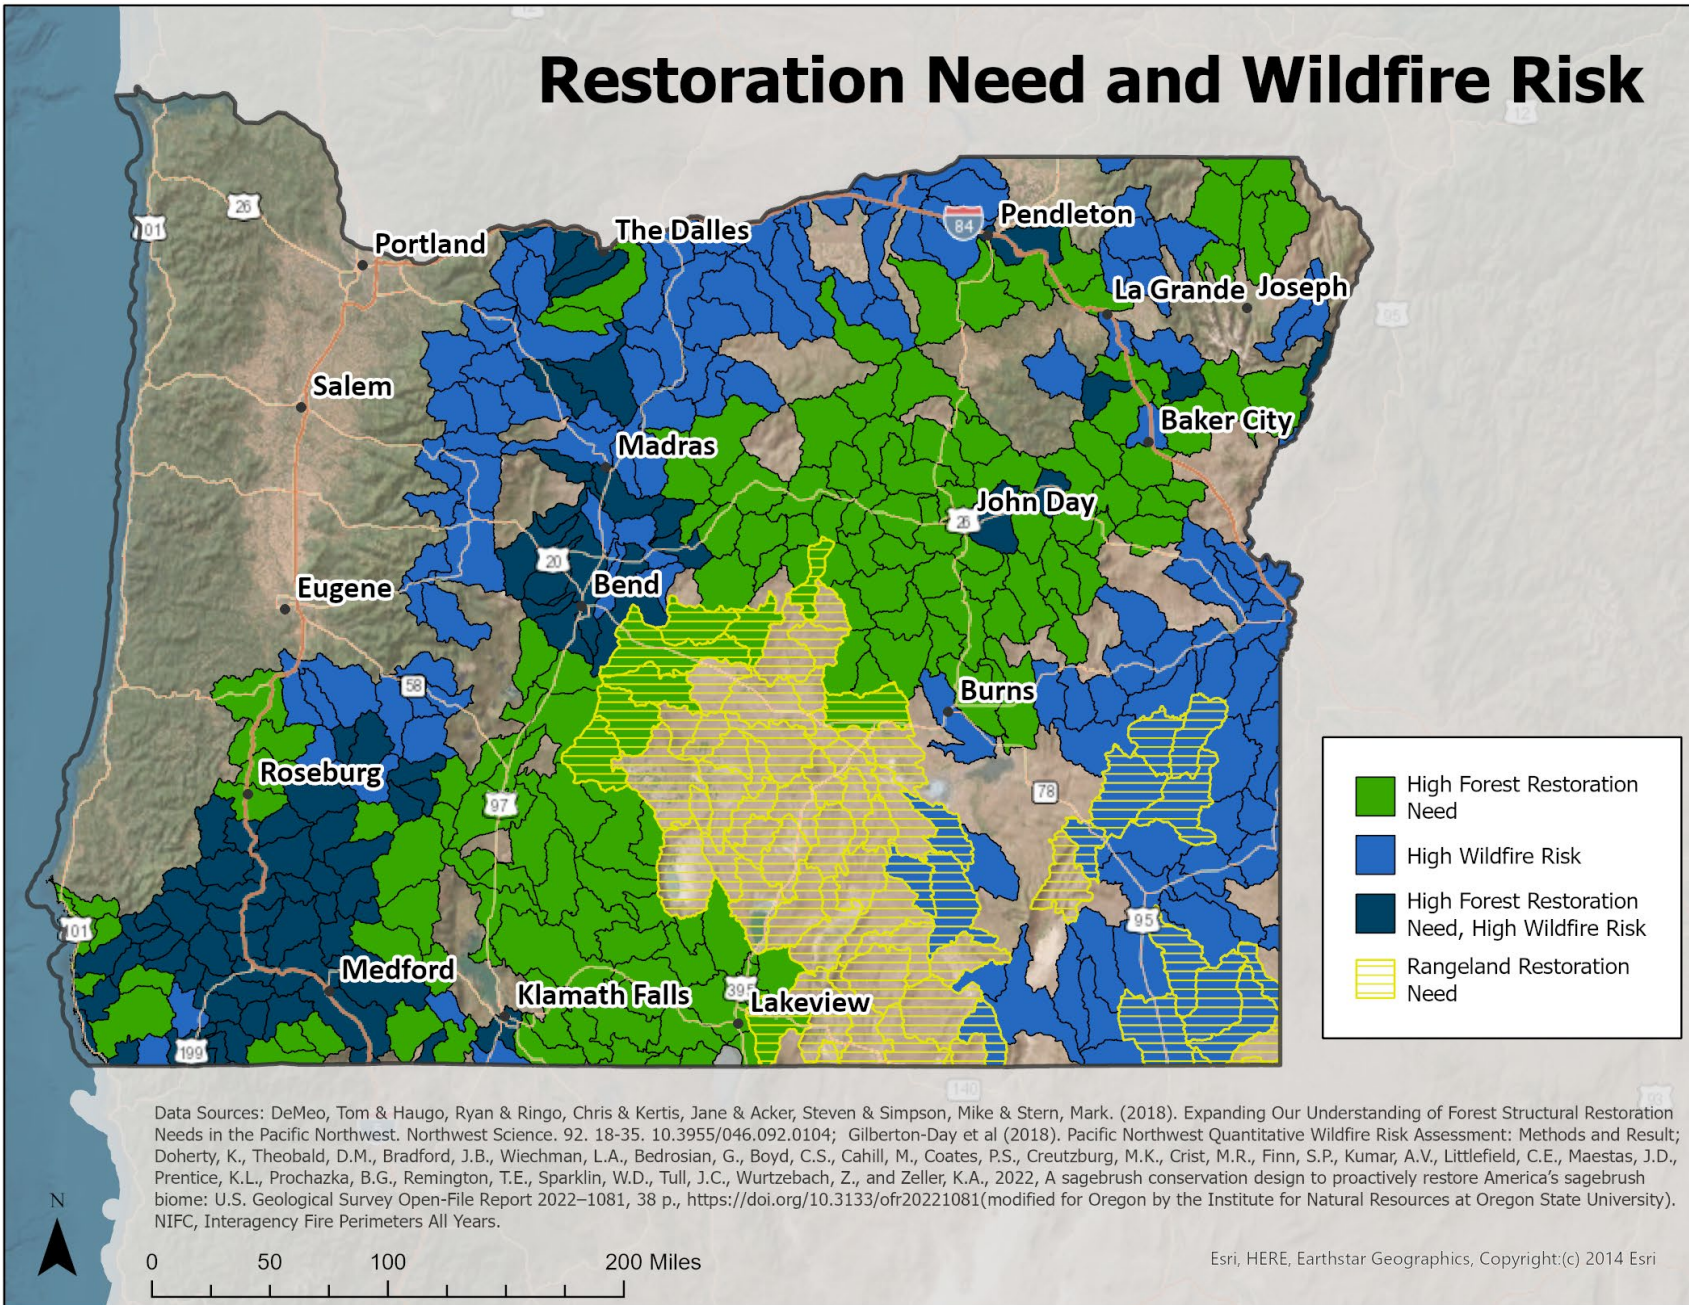 Restoration Need and Wildfire Risk
12
12
26
101
Portland
The Dalles
84
Pendleton
La Grande
Joseph
95
Salem
Baker City
Madras
John Day
26
20
Bend
Eugene
58
Burns
Roseburg
97
78
101
95
Medford
Klamath Falls
395
Lakeview
199
140
93
High Forest Restoration
Need
High Wildfire Risk
High Forest Restoration
Need, High Wildfire Risk
Rangeland Restoration
Need
Data Sources: DeMeo, Tom & Haugo, Ryan & Ringo, Chris & Kertis, Jane & Acker, Steven & Simpson, Mike & Stern, Mark. (2018). Expanding Our Understanding of Forest Structural Restoration
Needs in the Pacific Northwest. Northwest Science. 92. 18-35. 10.3955/046.092.0104; Gilberton-Day et al (2018). Pacific Northwest Quantitative Wildfire Risk Assessment: Methods and Result;
Doherty, K., Theobald, D.M., Bradford, J.B., Wiechman, L.A., Bedrosian, G., Boyd, C.S., Cahill, M., Coates, P.S., Creutzburg, M.K., Crist, M.R., Finn, S.P., Kumar, A.V., Littlefield, C.E., Maestas, J.D.,
Prentice, K.L., Prochazka, B.G., Remington, T.E., Sparklin, W.D., Tull, J.C., Wurtzebach, Z., and Zeller, K.A., 2022, A sagebrush conservation design to proactively restore America's sagebrush
biome: U.S. Geological Survey Open-File Report 2022–1081, 38 p., https://doi.org/10.3133/ofr20221081(modified for Oregon by the Institute for Natural Resources at Oregon State University).
NIFC, Interagency Fire Perimeters All Years.
N
0 50 100 200 Miles
Esri, HERE, Earthstar Geographics, Copyright:(c) 2014 Esri